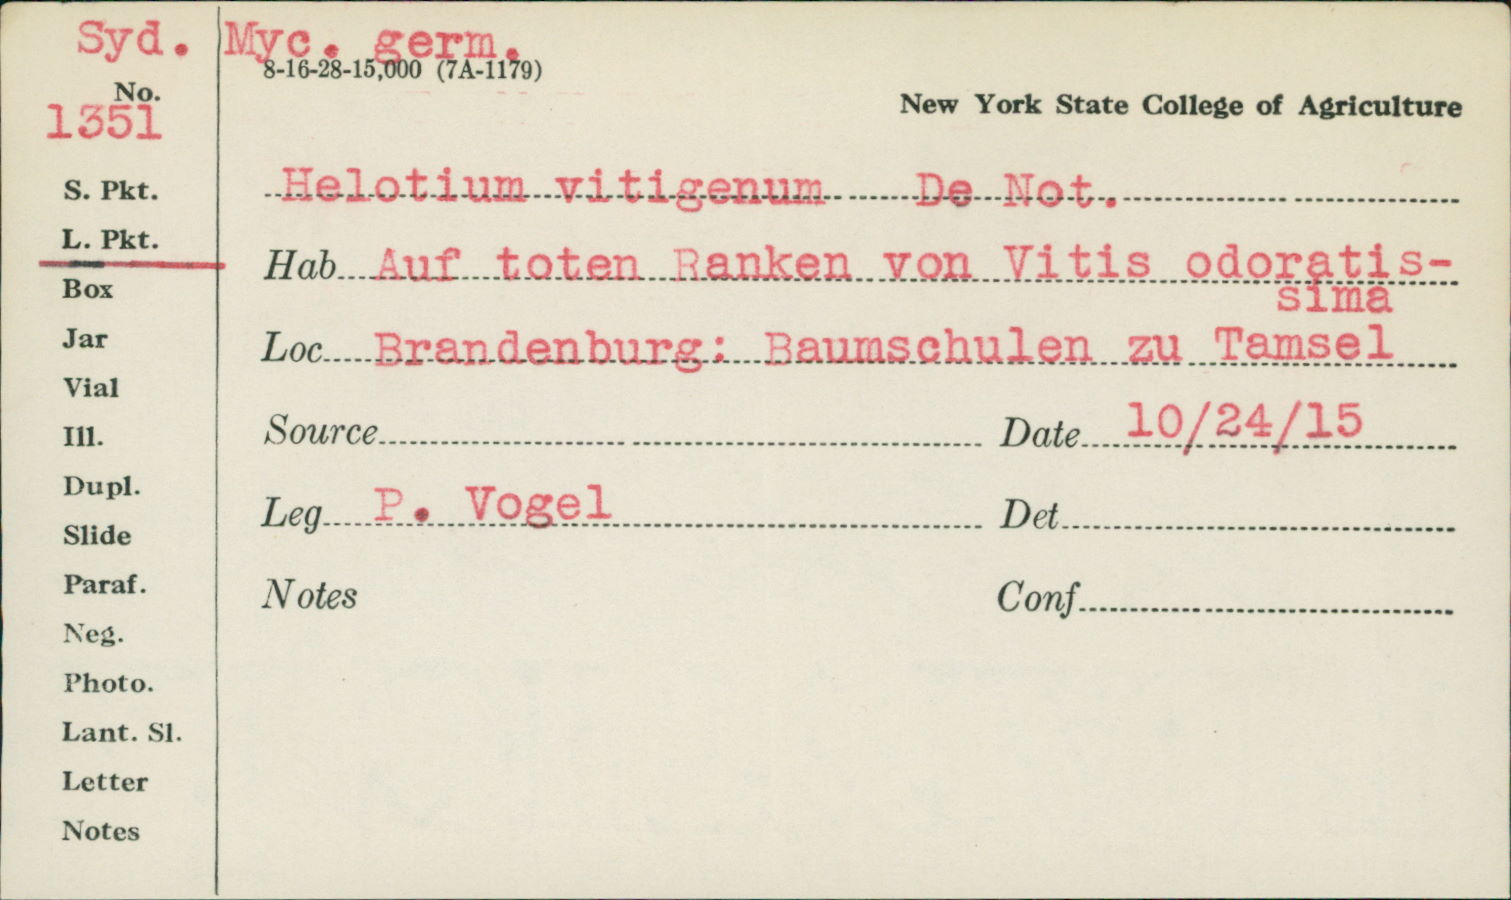 Syd. Myc. germ.
8-16-28-15,000 (7A-1179)
No.
1351
New York State College of Agriculture
S. Pkt.
L. Pkt.
Box
Jar
Vial
Ill.
Dupl.
Slide
Paraf.
Neg.
Photo.
Lant. Sl.
Letter
Notes
Helotium vitigenum De Not.
Hab Auf toten Ranken von Vitis odoratis-
sima
Loc Brandenburg: Baumschulen zu Tamsel
Source Date 10/24/15
Leg P. Vogel Det
Notes Conf